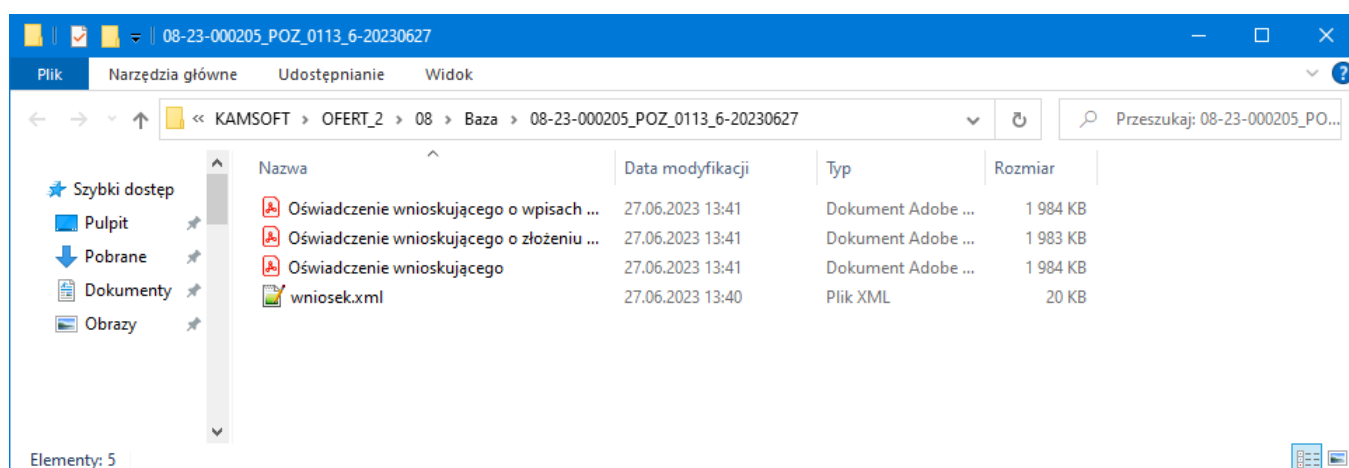 08-23-000205_POZ_0113_6-20230627
Plik Narzędzia główne Udostępnianie Widok
« KAMSOFT › OFERT_2 › 08 › Baza › 08-23-000205_POZ_0113_6-20230627 Przeszukaj: 08-23-000205_PO...
Nazwa Data modyfikacji Typ Rozmiar
Szybki dostęp
Pulpit
Pobrane
Dokumenty
Obrazy
Oświadczenie wnioskującego o wpisach ... 27.06.2023 13:41 Dokument Adobe ... 1 984 KB
Oświadczenie wnioskującego o złożeniu ... 27.06.2023 13:41 Dokument Adobe ... 1 983 KB
Oświadczenie wnioskującego 27.06.2023 13:41 Dokument Adobe ... 1 984 KB
wniosek.xml 27.06.2023 13:40 Plik XML 20 KB
Elementy: 5